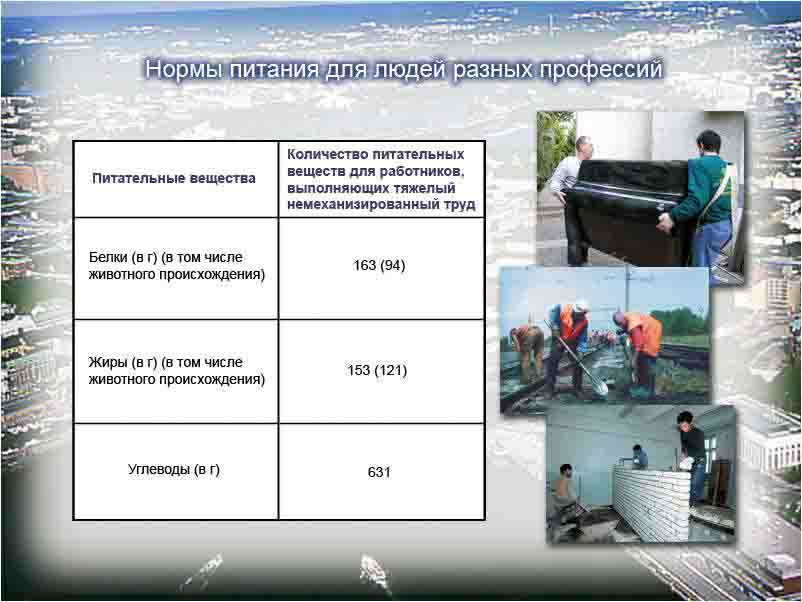 Нормы питания для людей разных профессий
Питательные вещества
Количество питательных
веществ для работников,
выполняющих тяжелый
немеханизированный труд
Белки (в г) (в том числе
животного происхождения)
163 (94)
Жиры (в г) (в том числе
животного происхождения)
153 (121)
Углеводы (в г)
631